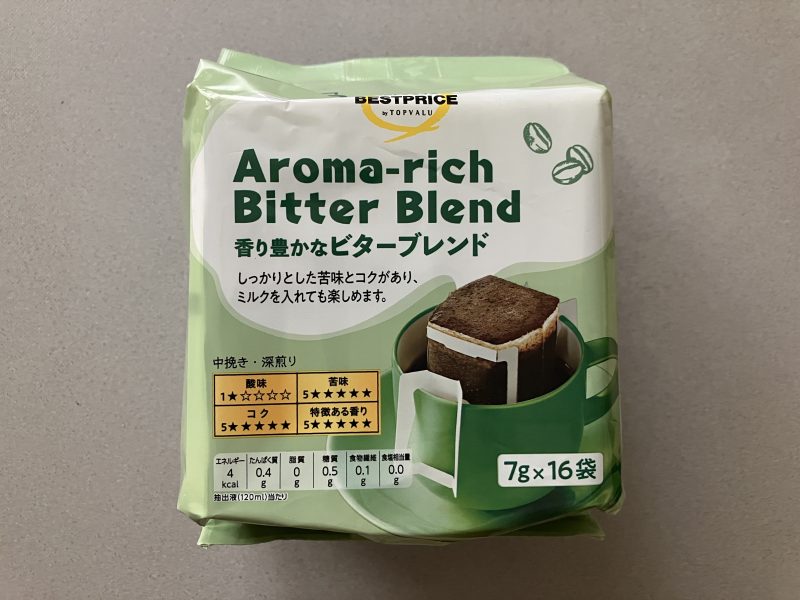 BESTPRICE
by TOPVALU
Aroma-rich
Bitter Blend
香り豊かなビターブレンド
しっかりとした苦味とコクがあり、
ミルクを入れても楽しめます。
中挽き・深煎り
酸味 苦味
1★☆☆☆☆ 5★★★★★
コク 特徴ある香り
5★★★★★ 5★★★★★
エネルギー たんぱく質 脂質 糖質 食物繊維 食塩相当量
4 0.4 0 0.5 0.1 0.0
kcal g g g g g
抽出液(120ml)当たり
7g×16袋